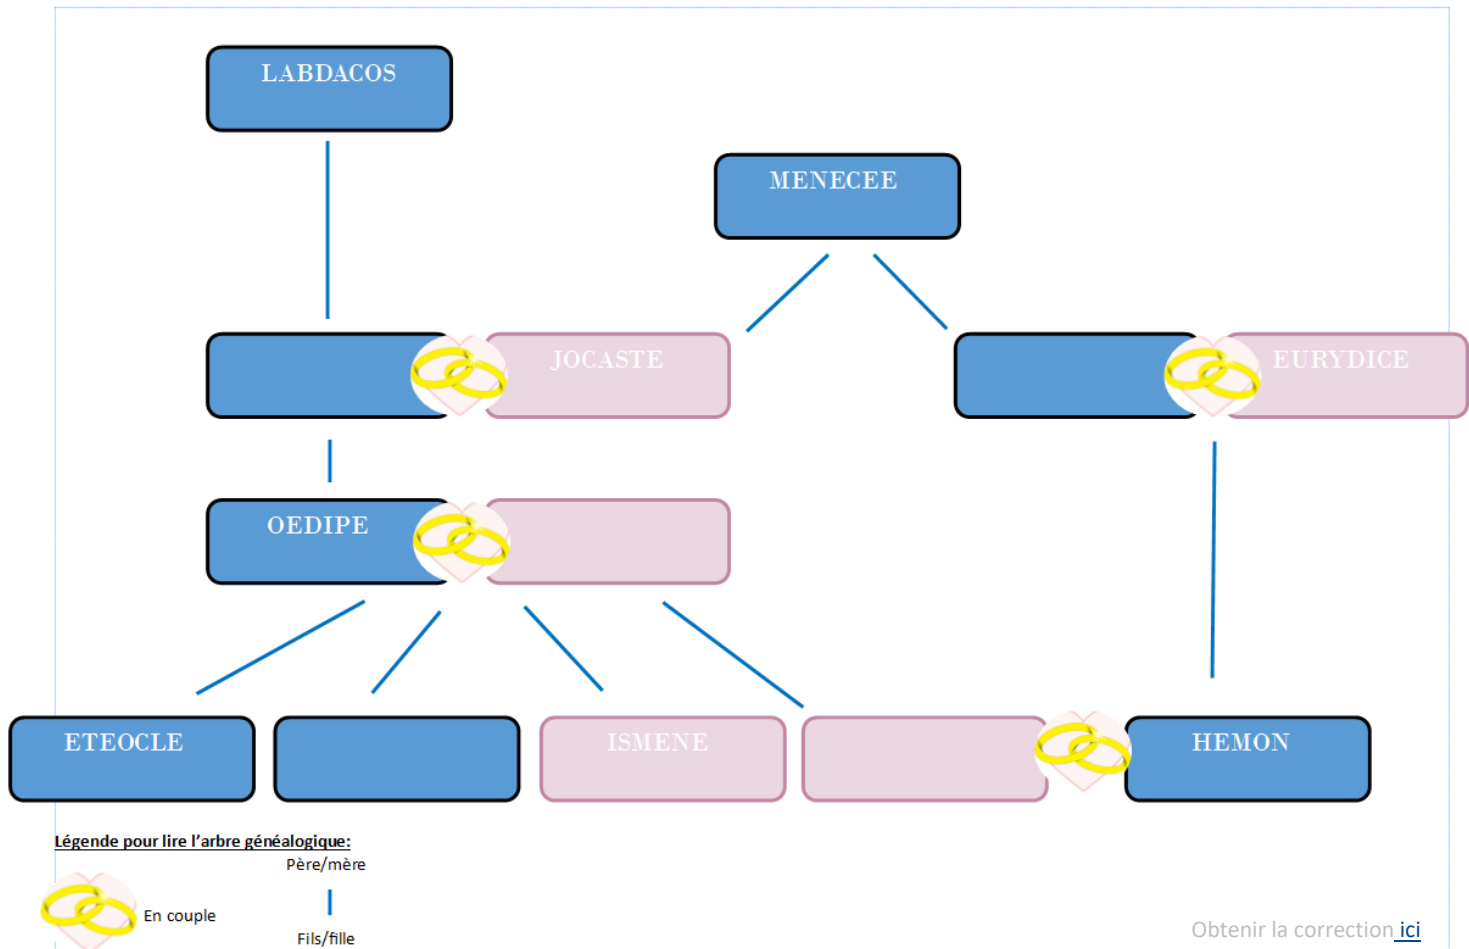 LABDACOS
MENECEE
JOCASTE
EURYDICE
OEDIPE
ETEOCLE
ISMENE
HEMON
Légende pour lire l'arbre généalogique:
Père/mère
En couple
Fils/fille
Obtenir la correction ici